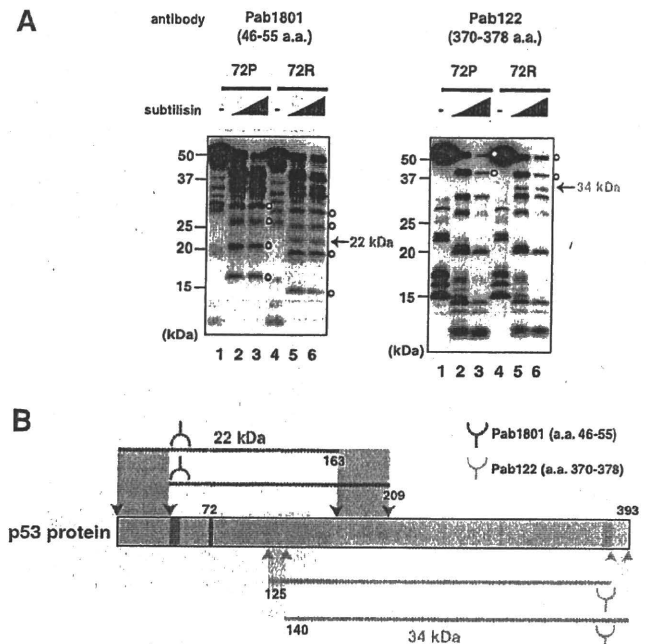 A
antibody
Pab1801
(46-55 a.a.)
Pab122
(370-378 a.a.)
72P 72R
72P 72R
subtilisin - -
- -
50
37
25
20
15
(kDa)
22 kDa
1 2 3 4 5 6
50
37
25
15
(kDa)
34 kDa
1 2 3 4 5 6
B
22 kDa
163
209
Pab1801 (a.a. 46-55)
Pab122 (a.a. 370-378)
72
393
p53 protein
125
140
34 kDa